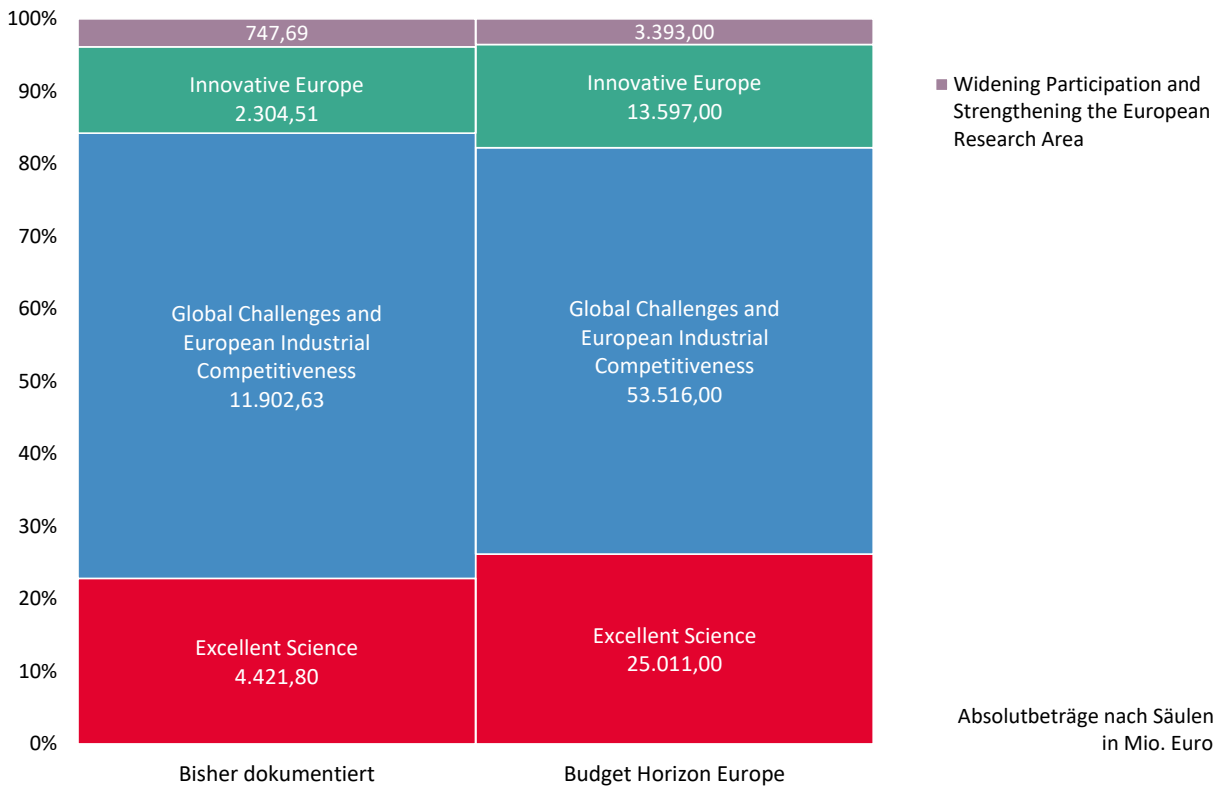 100%
90%
80%
70%
60%
50%
40%
30%
20%
10%
0%
747,69
Innovative Europe
2.304,51
Global Challenges and
European Industrial
Competitiveness
11.902,63
Excellent Science
4.421,80
Bisher dokumentiert
3.393,00
Innovative Europe
13.597,00
Global Challenges and
European Industrial
Competitiveness
53.516,00
Excellent Science
25.011,00
Budget Horizon Europe
Widening Participation and
Strengthening the European
Research Area
Absolutbeträge nach Säulen
in Mio. Euro